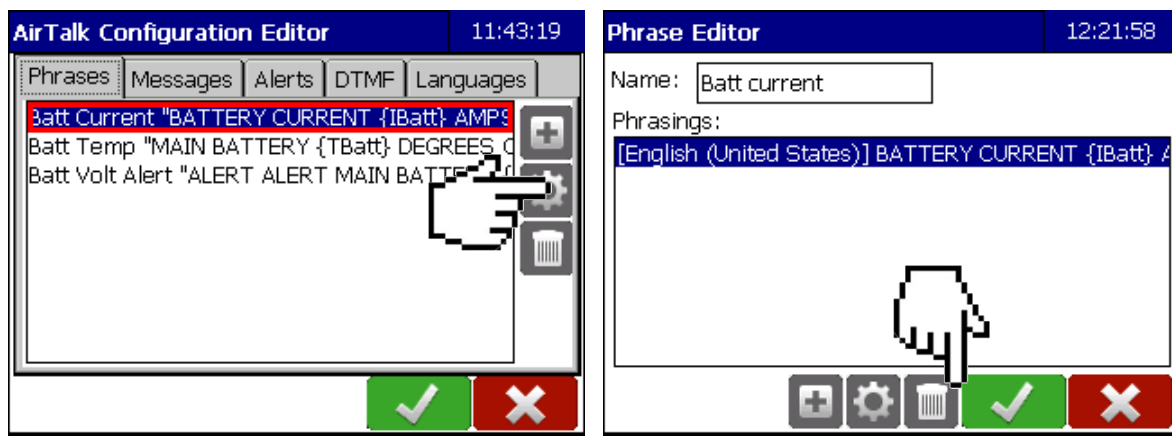 AirTalk Configuration Editor 11:43:19
Phrases Messages Alerts DTMF Languages
Batt Current "BATTERY CURRENT {IBatt} AMPS
Batt Temp "MAIN BATTERY {TBatt} DEGREES C
Batt Volt Alert "ALERT ALERT MAIN BATT
Phrase Editor 12:21:58
Name: Batt current
Phrasings:
[English (United States)] BATTERY CURRENT {IBatt} A